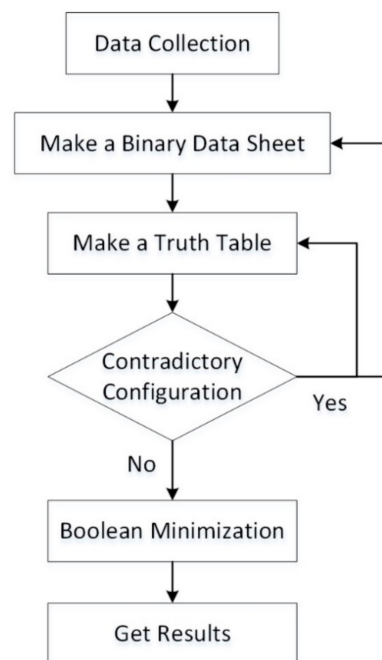 Data Collection
Make a Binary Data Sheet
Make a Truth Table
Contradictory
Configuration
Yes
No
Boolean Minimization
Get Results